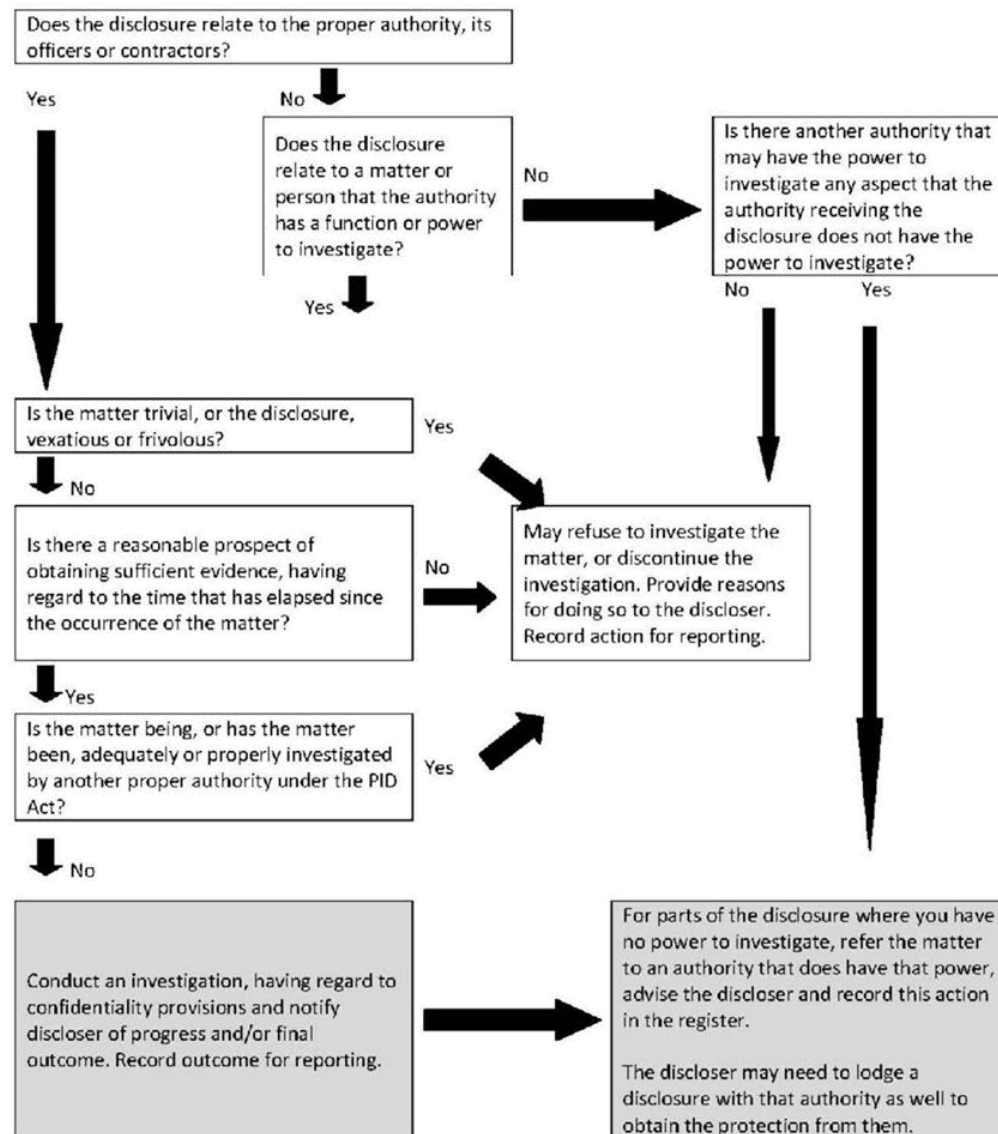 Does the disclosure relate to the proper authority, its
officers or contractors?
Yes
No
Does the disclosure
relate to a matter or
person that the authority
has a function or power
to investigate?
No
Is there another authority that
may have the power to
investigate any aspect that the
authority receiving the
disclosure does not have the
power to investigate?
Yes
No
Yes
Is the matter trivial, or the disclosure,
vexatious or frivolous?
Yes
No
Is there a reasonable prospect of
obtaining sufficient evidence, having
regard to the time that has elapsed since
the occurrence of the matter?
No
May refuse to investigate the
matter, or discontinue the
investigation. Provide reasons
for doing so to the discloser.
Record action for reporting.
Yes
Is the matter being, or has the matter
been, adequately or properly investigated
by another proper authority under the PID
Act?
Yes
No
Conduct an investigation, having regard to
confidentiality provisions and notify
discloser of progress and/or final
outcome. Record outcome for reporting.
For parts of the disclosure where you have
no power to investigate, refer the matter
to an authority that does have that power,
advise the discloser and record this action
in the register.
The discloser may need to lodge a
disclosure with that authority as well to
obtain the protection from them.